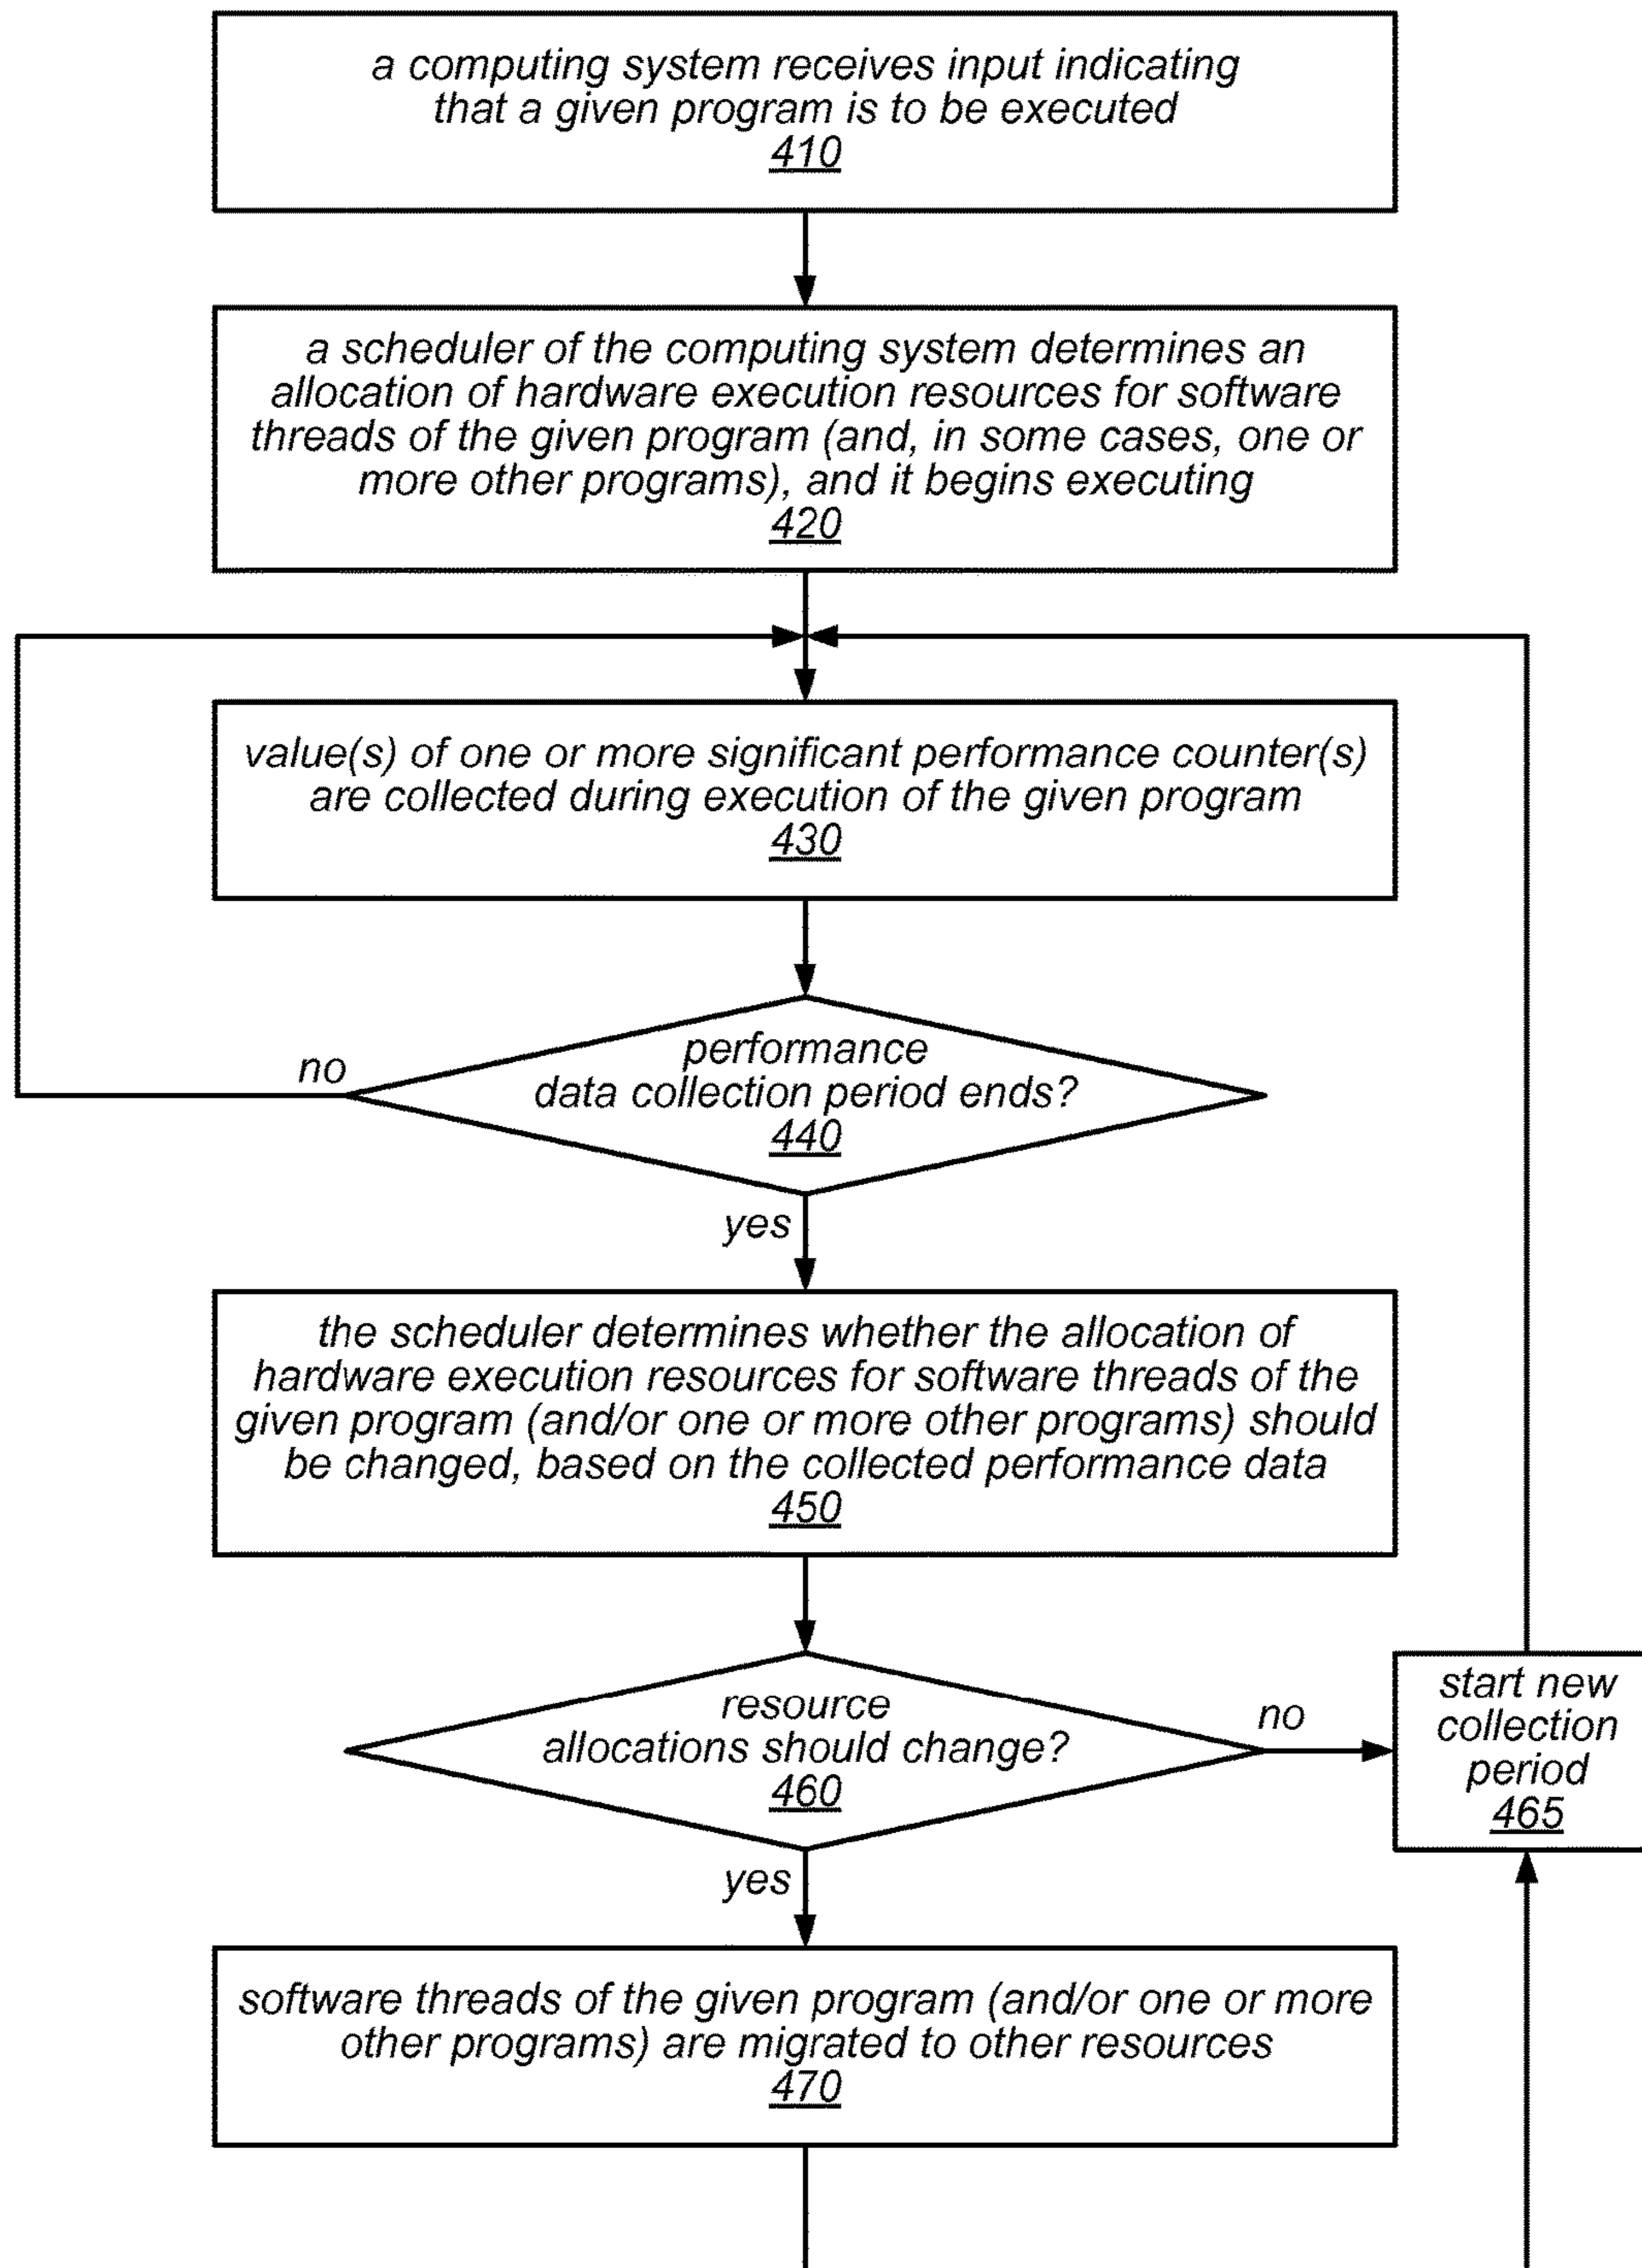 a computing system receives input indicating
that a given program is to be executed
410
a scheduler of the computing system determines an
allocation of hardware execution resources for software
threads of the given program (and, in some cases, one or
more other programs), and it begins executing
420
value(s) of one or more significant performance counter(s)
are collected during execution of the given program
430
performance
data collection period ends?
440
no
yes
the scheduler determines whether the allocation of
hardware execution resources for software threads of the
given program (and/or one or more other programs) should
be changed, based on the collected performance data
450
resource
allocations should change?
460
no
start new
collection
period
465
yes
software threads of the given program (and/or one or more
other programs) are migrated to other resources
470